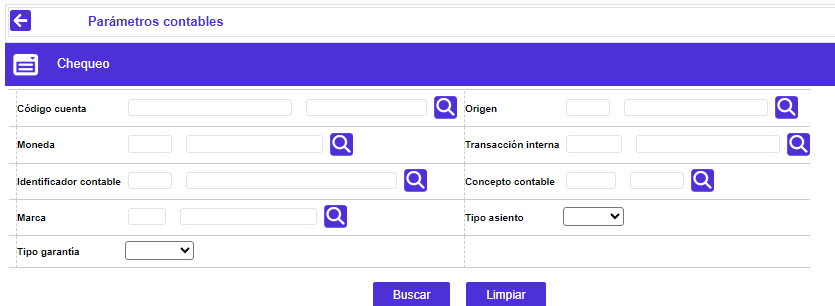 Parámetros contables
Chequeo
Código cuenta
Origen
Moneda
Transacción interna
Identificador contable
Concepto contable
Marca
Tipo asiento
Tipo garantía
Buscar
Limpiar